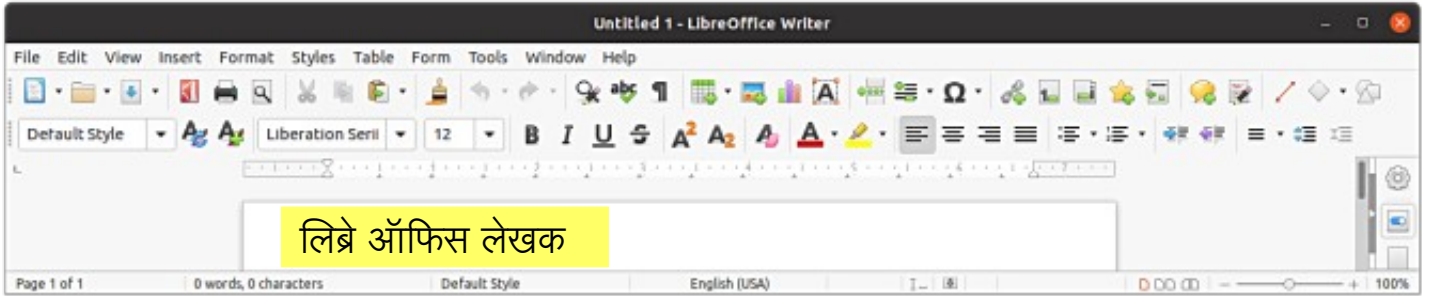 Untitled 1 - LibreOffice Writer
File Edit View Insert Format Styles Table Form Tools Window Help
Default Style Liberation Seri 12
लिब्रे ऑफिस लेखक
Page 1 of 1 0 words, 0 characters Default Style English (USA) 100%